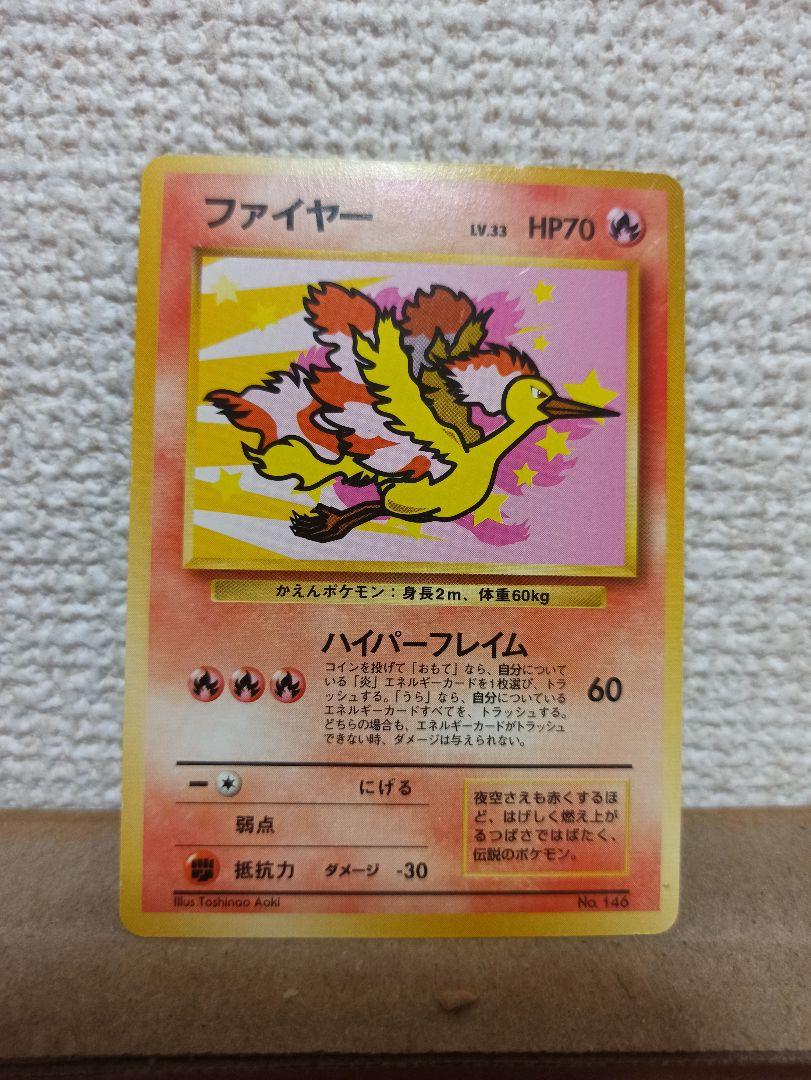 ファイヤー LV.33 HP70
かえんポケモン：身長2m、体重60kg
ハイパーフレイム
コインを投げて「おもて」なら、自分についている「炎」エネルギーカードを1枚選び、トラッシュする。「うら」なら、自分についているエネルギーカードすべてを、トラッシュする。どちらの場合も、エネルギーカードがトラッシュできない時、ダメージは与えられない。
60
にげる
弱点
抵抗力 ダメージ -30
夜空さえも赤くするほ
ど、はげしく燃え上が
るつばさではばたく、
伝説のポケモン。
Illus.Toshinao Aoki
No. 146